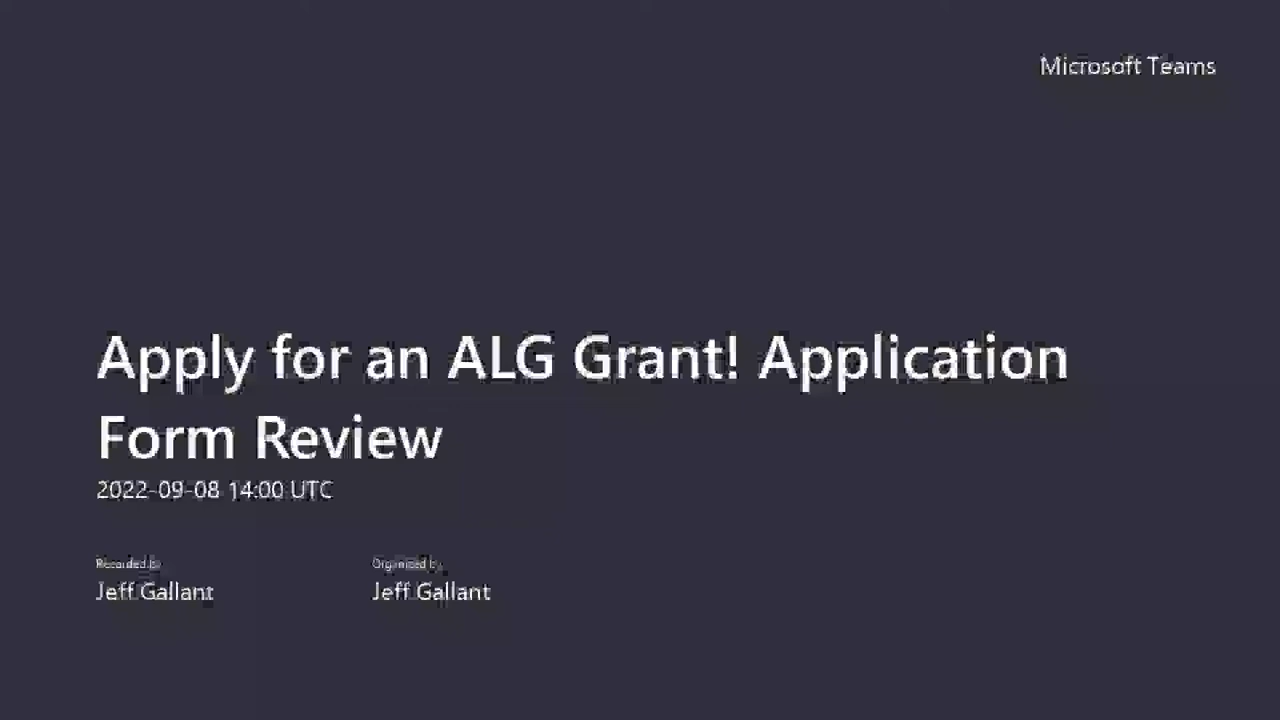 Microsoft Teams
Apply for an ALG Grant! Application
Form Review
2022-09-08 14:00 UTC
Recorded by
Organized by
Jeff Gallant
Jeff Gallant